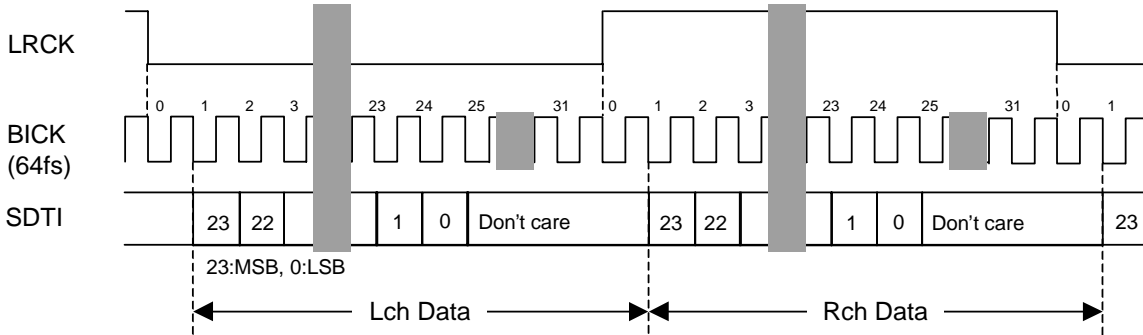 LRCK
0 1 2 3 23 24 25 31 0 1 2 3 23 24 25 31 0 1
BICK
(64fs)
SDTI 23 22 1 0 Don't care 23 22 1 0 Don't care 23
23:MSB, 0:LSB
Lch Data Rch Data